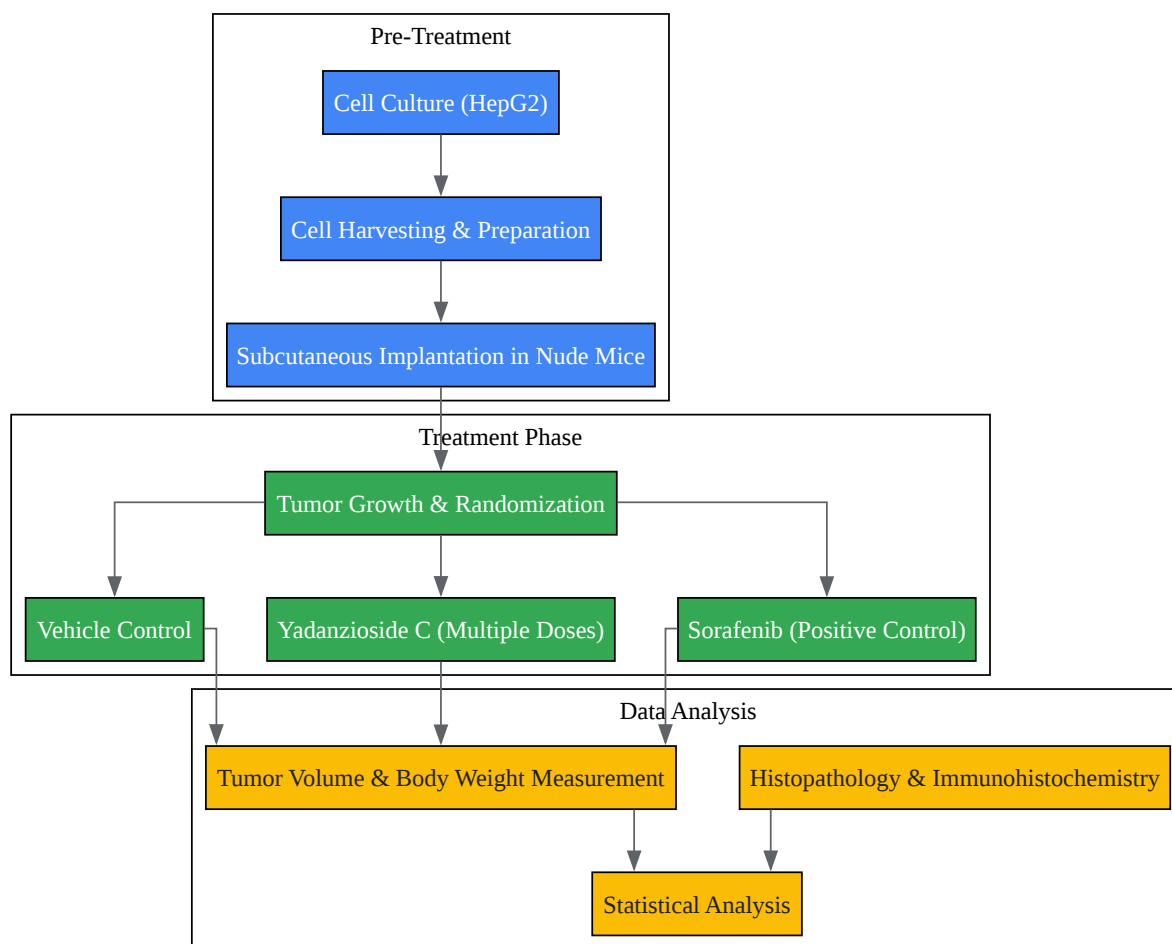 Pre-Treatment
Cell Culture (HepG2)
Cell Harvesting & Preparation
Subcutaneous Implantation in Nude Mice
Treatment Phase
Tumor Growth & Randomization
Vehicle Control
Yadanzioside C (Multiple Doses)
Sorafenib (Positive Control)
Data Analysis
Tumor Volume & Body Weight Measurement
Histopathology & Immunohistochemistry
Statistical Analysis